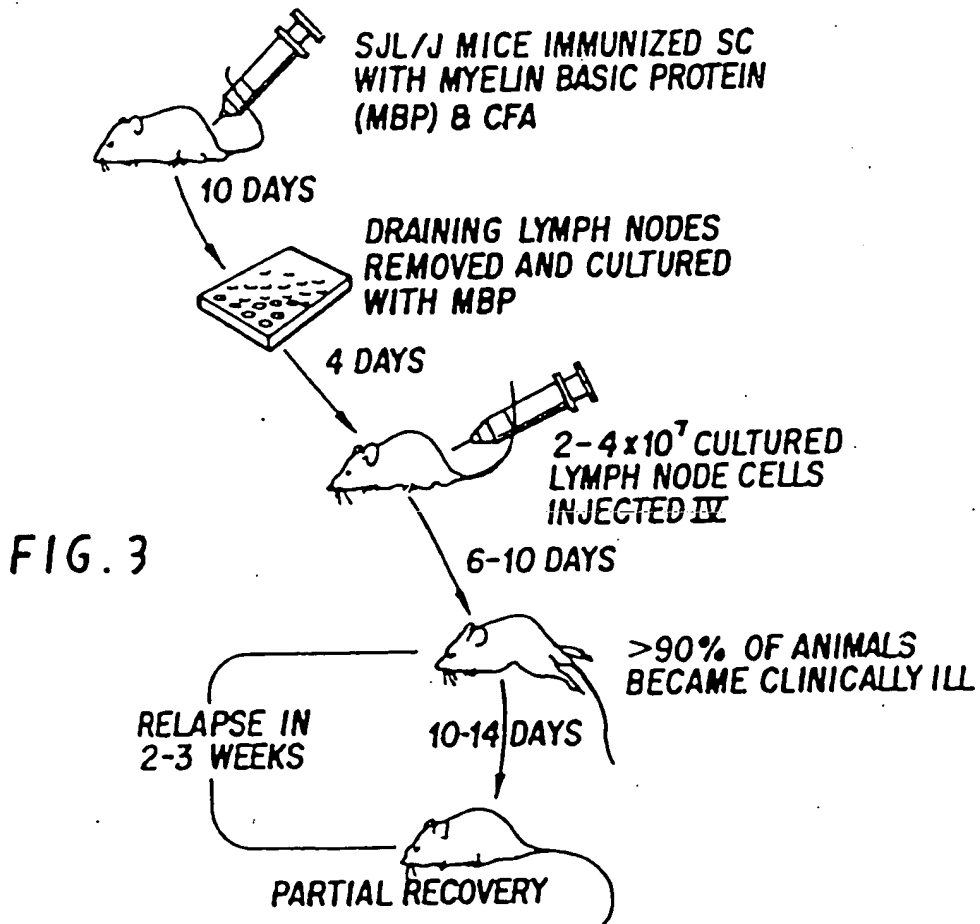 SJL/J MICE IMMUNIZED SC
WITH MYELIN BASIC PROTEIN
(MBP) & CFA
10 DAYS
DRAINING LYMPH NODES
REMOVED AND CULTURED
WITH MBP
4 DAYS
2-4x10⁷ CULTURED
LYMPH NODE CELLS
INJECTED IV
FIG. 3
6-10 DAYS
>90% OF ANIMALS
BECAME CLINICALLY ILL
RELAPSE IN
2-3 WEEKS
10-14 DAYS
PARTIAL RECOVERY